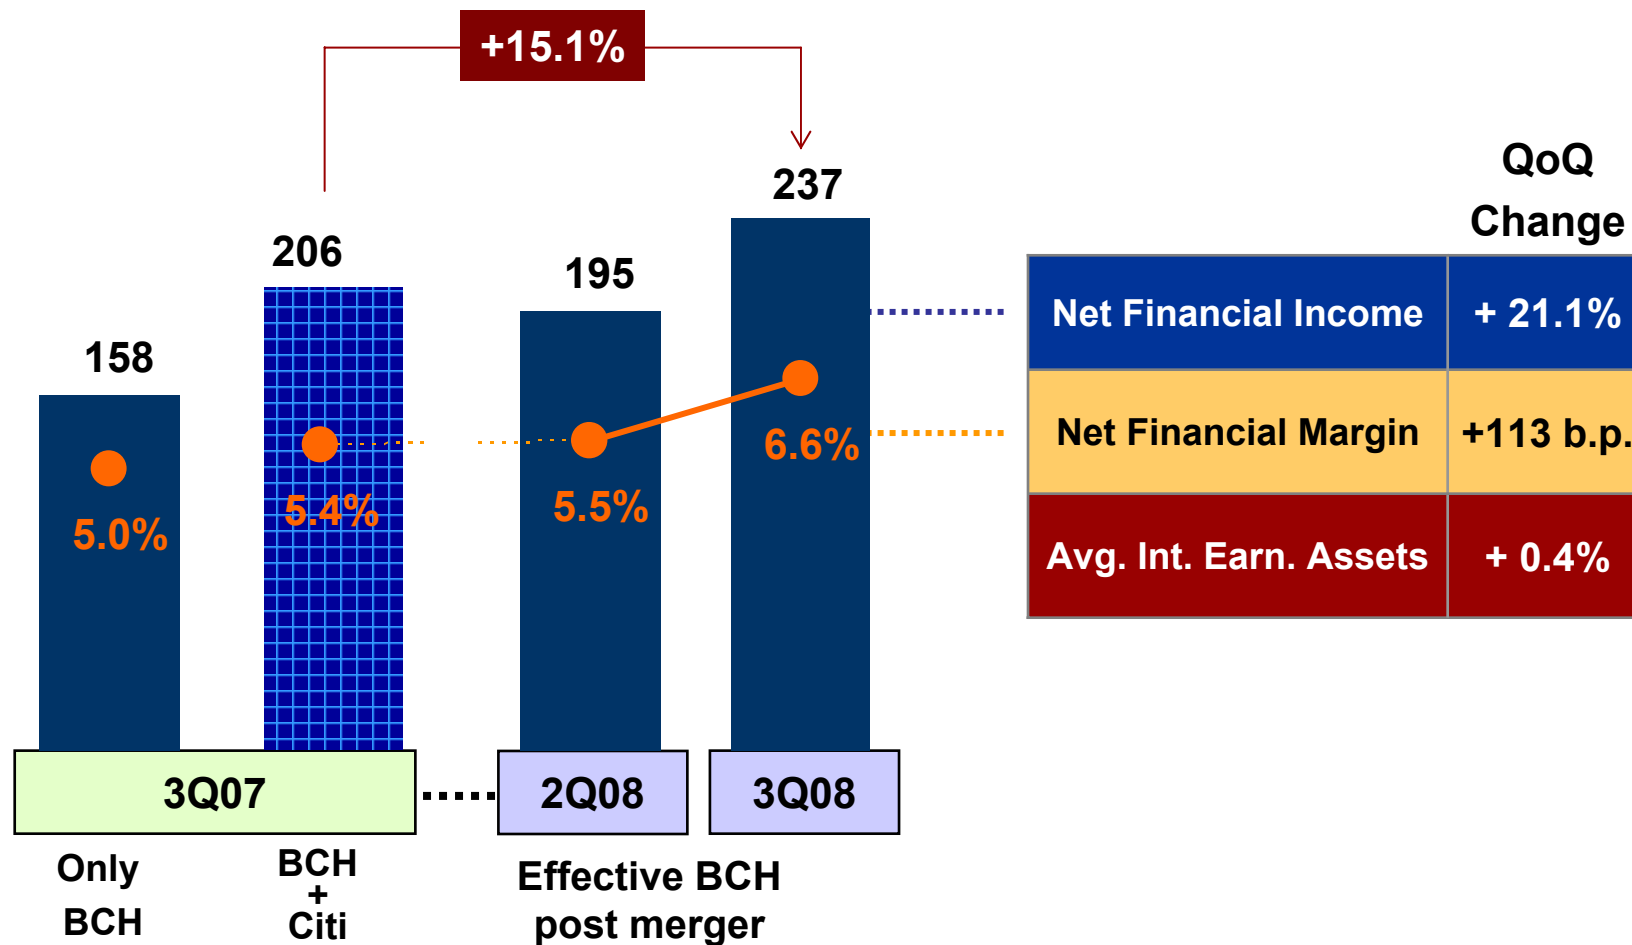 +15.1%
237
206
195
158
6.6%
5.4%
5.5%
5.0%
3Q07
2Q08
3Q08
Only
BCH
BCH
+
Citi
Effective BCH
post merger
QoQ
Change
Net Financial Income
+ 21.1%
Net Financial Margin
+113 b.p.
Avg. Int. Earn. Assets
+ 0.4%